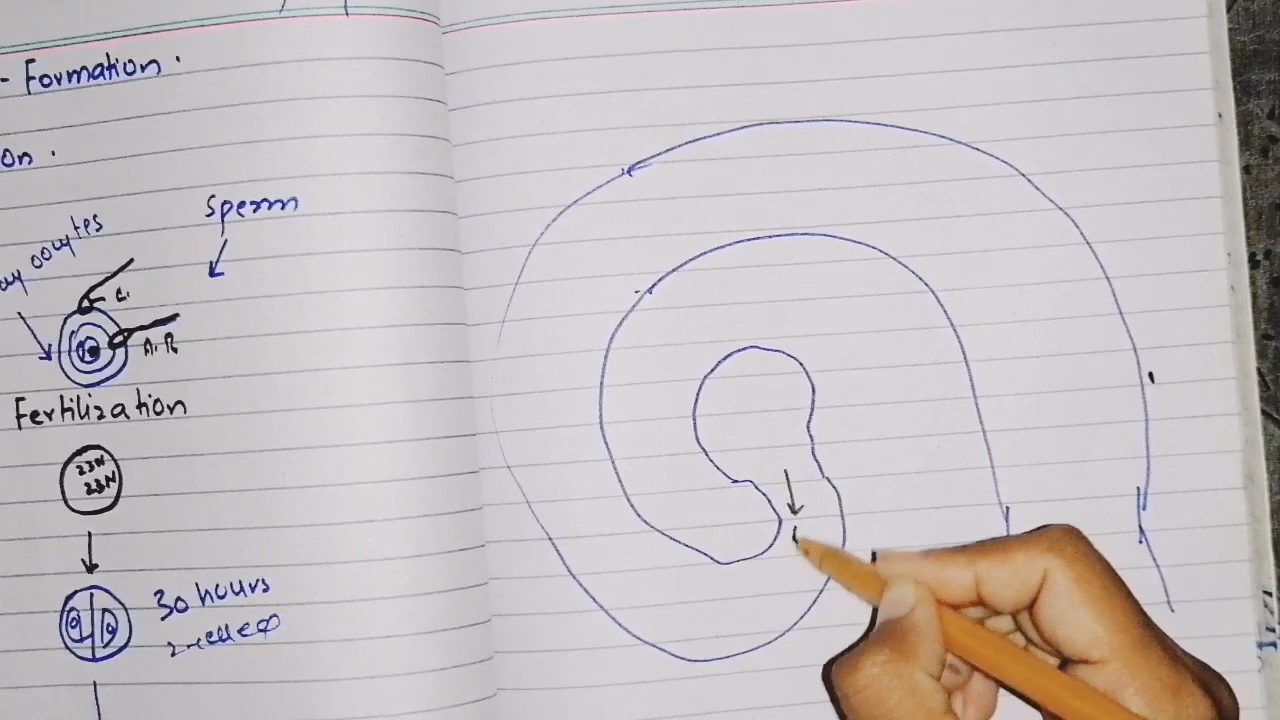 - Formation.
on.
Sperm
oocytes
C.
A.R
Fertilization
23N
23N
30 hours